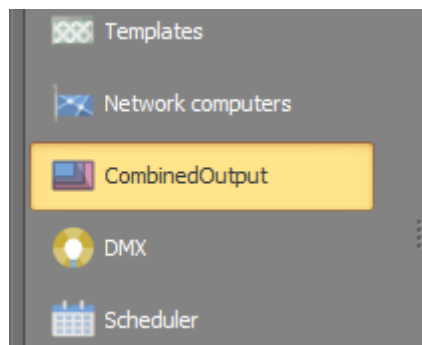 Templates
Network computers
CombinedOutput
DMX
Scheduler